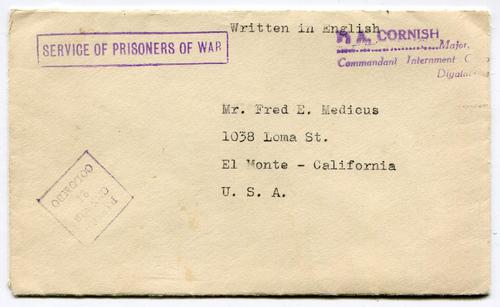 Written in English
SERVICE OF PRISONERS OF WAR
CORNISH
Major,
Commandant Internment
Mr. Fred E. Medicus
1038 Loma St.
El Monte - California
U. S. A.
COLOMBO